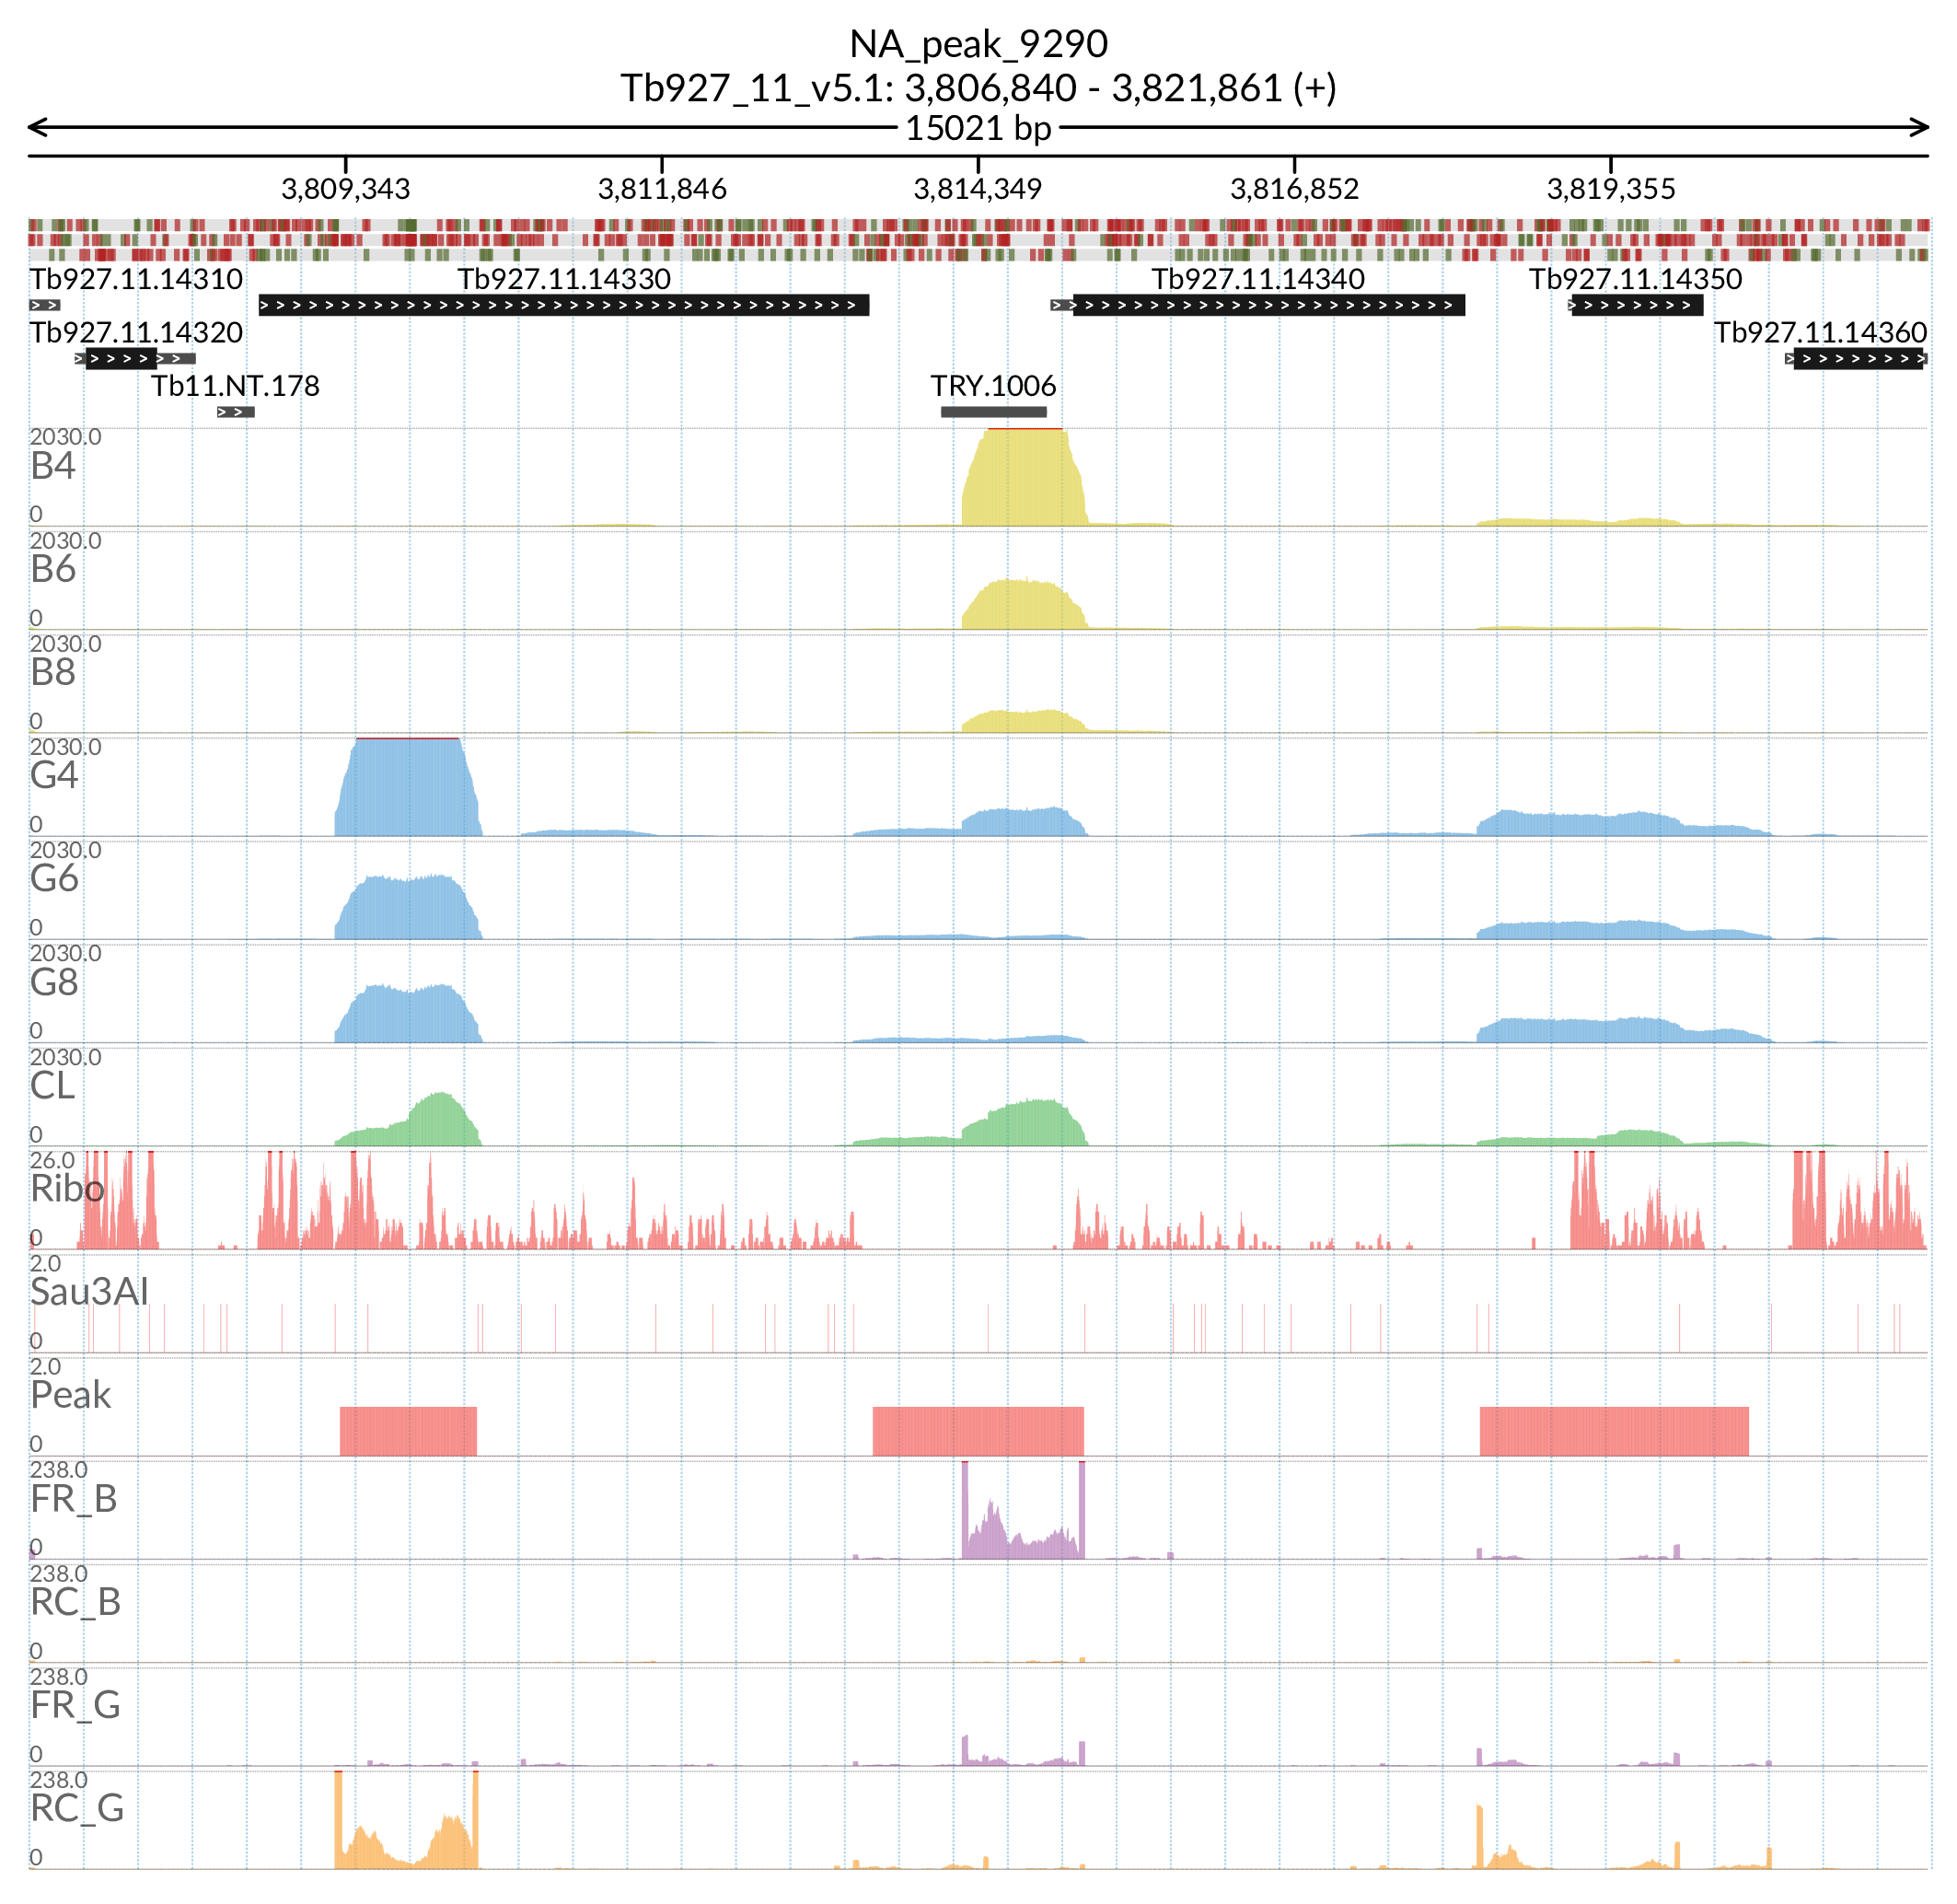 NA_peak_9290
Tb927_11_v5.1: 3,806,840 - 3,821,861 (+)
15021 bp
3,809,343 3,811,846 3,814,349 3,816,852 3,819,355
Tb927.11.14310 Tb927.11.14330 Tb927.11.14340 Tb927.11.14350
Tb927.11.14320 Tb927.11.14360
Tb11.NT.178 TRY.1006
2030.0
B4
0
2030.0
B6
0
2030.0
B8
0
2030.0
G4
0
2030.0
G6
0
2030.0
G8
0
2030.0
CL
0
26.0
Ribo
0
2.0
Sau3AI
0
2.0
Peak
0
238.0
FR_B
0
238.0
RC_B
0
238.0
FR_G
0
238.0
RC_G
0